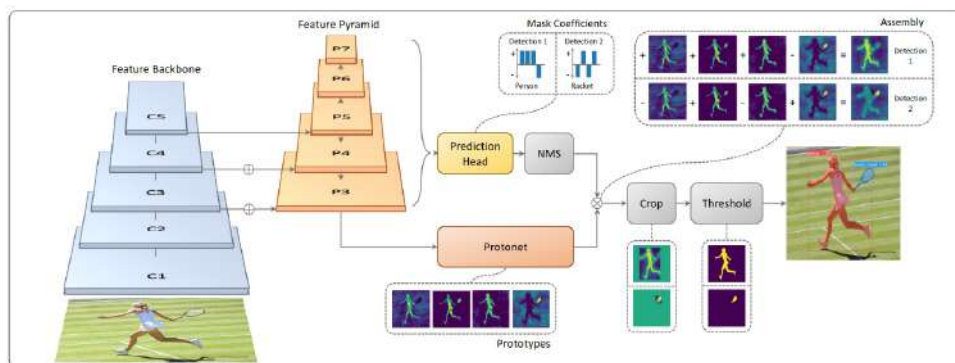 Feature Backbone
C5
C4
C3
C2
C1
Feature Pyramid
P7
P6
P5
P4
P3
Mask Coefficients
Detection 1
Detection 2
+
-
+
-
Person
Racket
Prediction
Head
NMS
Protonet
Prototypes
Assembly
+ + + - = Detection
1
- + - + = Detection
2
Crop
Threshold